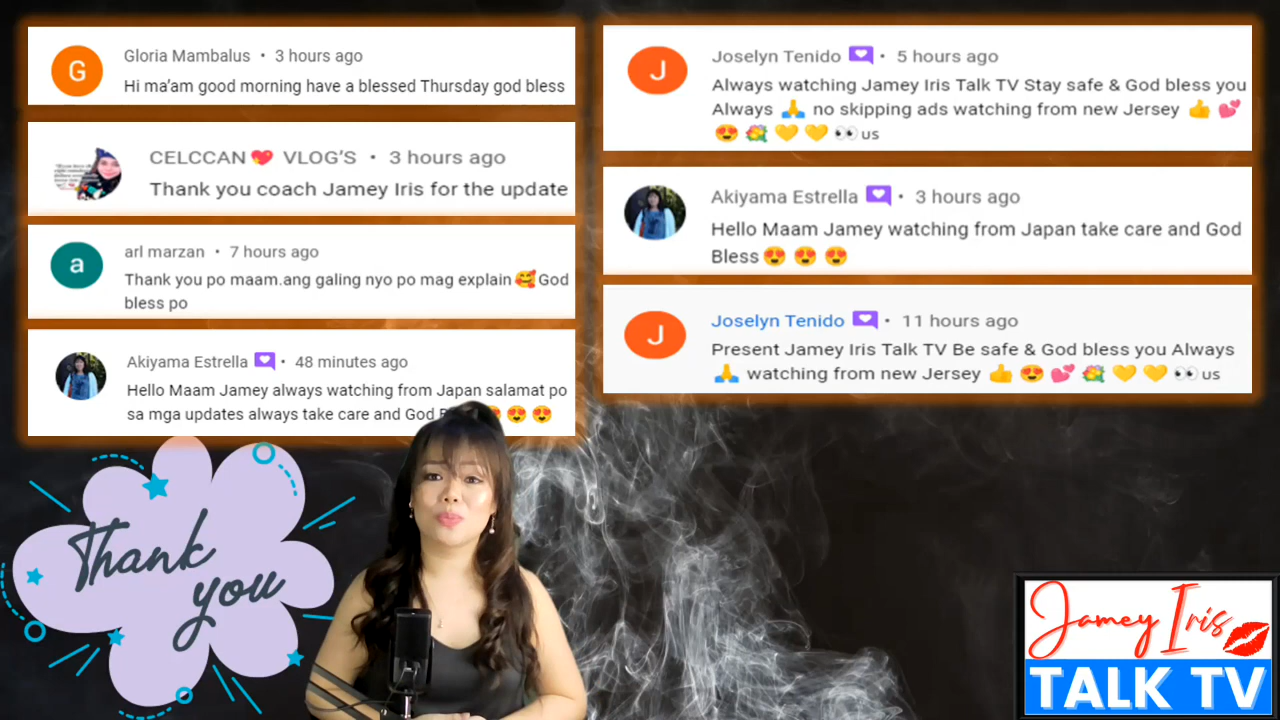 G
Gloria Mambalus • 3 hours ago
Hi ma'am good morning have a blessed Thursday god bless
CELCCAN💖 VLOG'S • 3 hours ago
Thank you coach Jamey Iris for the update
a
arl marzan • 7 hours ago
Thank you po maam.ang galing nyo po mag explain🥰God
bless po
Akiyama Estrella • 48 minutes ago
Hello Maam Jamey always watching from Japan salamat po
sa mga updates always take care and God 😍 😍 😍
J
Joselyn Tenido • 5 hours ago
Always watching Jamey Iris Talk TV Stay safe & God bless you
Always 🙏 no skipping ads watching from new Jersey 👍 💕
😍 💐 💛 💛 👀us
Akiyama Estrella • 3 hours ago
Hello Maam Jamey watching from Japan take care and God
Bless😍 😍 😍
J
Joselyn Tenido • 11 hours ago
Present Jamey Iris Talk TV Be safe & God bless you Always
🙏 watching from new Jersey 👍 😍 💕 💐 💛 💛 👀us
Thank
you
Jamey Iris
TALK TV